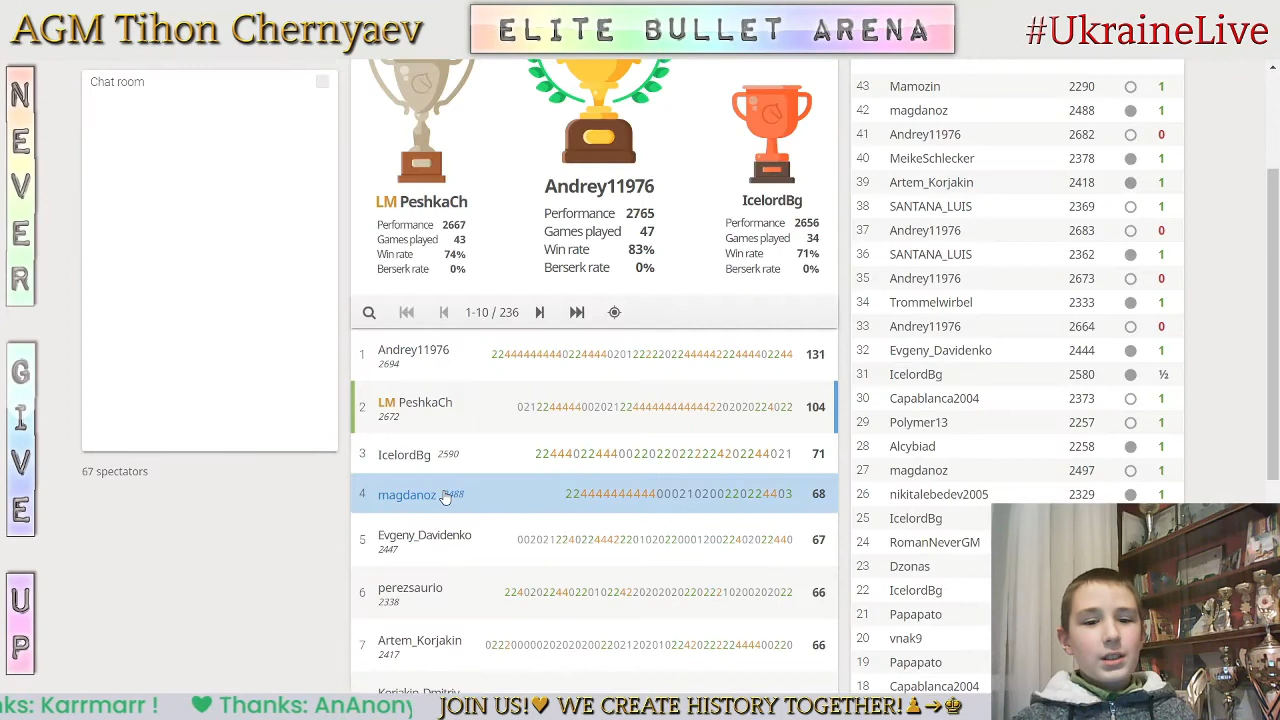 AGM Tihon Chernyaev
ELITE BULLET ARENA
#UkraineLive
NEVER
GIVE
UP
Chat room
67 spectators
LM PeshkaCh
Performance 2667
Games played 43
Win rate 74%
Berserk rate 0%
Andrey11976
Performance 2765
Games played 47
Win rate 83%
Berserk rate 0%
IcelordBg
Performance 2656
Games played 34
Win rate 71%
Berserk rate 0%
1-10 / 236
1 Andrey11976 2694 131
2 LM PeshkaCh 2672 104
3 IcelordBg 2590 71
4 magdanoz 2488 68
5 Evgeny_Davidenko 2447 67
6 perezsaurio 2338 66
7 Artem_Korjakin 2417 66
Korjakin_Dmitriy
43 Mamozin 2290 1
42 magdanoz 2488 1
41 Andrey11976 2682 0
40 MeikeSchlecker 2378 1
39 Artem_Korjakin 2418 1
38 SANTANA_LUIS 2369 1
37 Andrey11976 2683 0
36 SANTANA_LUIS 2362 1
35 Andrey11976 2673 0
34 Trommelwirbel 2333 1
33 Andrey11976 2664 0
32 Evgeny_Davidenko 2444 1
31 IcelordBg 2580 ½
30 Capablanca2004 2373 1
29 Polymer13 2257 1
28 Alcybiad 2258 1
27 magdanoz 2497 1
26 nikitalebedev2005 2329 1
25 IcelordBg
24 RomanNeverGM
23 Dzonas
22 IcelordBg
21 Papapato
20 vnak9
19 Papapato
18 Capablanca2004
nks: Karrmarr ! Thanks: AnAnony
JOIN US! WE CREATE HISTORY TOGETHER!